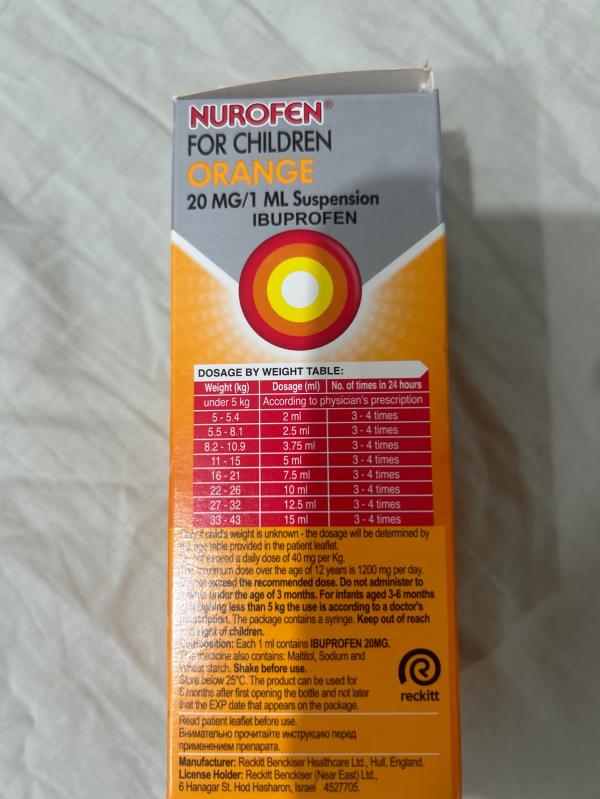 NUROFEN®
FOR CHILDREN
ORANGE
20 MG/1 ML Suspension
IBUPROFEN
DOSAGE BY WEIGHT TABLE:
Weight (kg) Dosage (ml) No. of times in 24 hours
under 5 kg According to physician's prescription
5 - 5.4 2 ml 3 - 4 times
5.5 - 8.1 2.5 ml 3 - 4 times
8.2 - 10.9 3.75 ml 3 - 4 times
11 - 15 5 ml 3 - 4 times
16 - 21 7.5 ml 3 - 4 times
22 - 26 10 ml 3 - 4 times
27 - 32 12.5 ml 3 - 4 times
33 - 43 15 ml 3 - 4 times
Only if child's weight is unknown - the dosage will be determined by
the age table provided in the patient leaflet.
Do not exceed a daily dose of 40 mg per Kg.
The maximum dose over the age of 12 years is 1200 mg per day.
Do not exceed the recommended dose. Do not administer to
infants under the age of 3 months. For infants aged 3-6 months
weighing less than 5 kg the use is according to a doctor's
prescription. The package contains a syringe. Keep out of reach
and sight of children.
Composition: Each 1 ml contains IBUPROFEN 20MG.
This medicine also contains: Maltitol, Sodium and
Wheat starch. Shake before use.
Store below 25°C. The product can be used for
6 months after first opening the bottle and not later
that the EXP date that appears on the package.
reckitt
Read patient leaflet before use.
Внимательно прочитайте инструкцию перед
применением препарата.
Manufacturer: Reckitt Benckiser Healthcare Ltd., Hull, England.
License Holder: Reckitt Benckiser (Near East) Ltd.,
6 Hanagar St. Hod Hasharon, Israel 4527705.